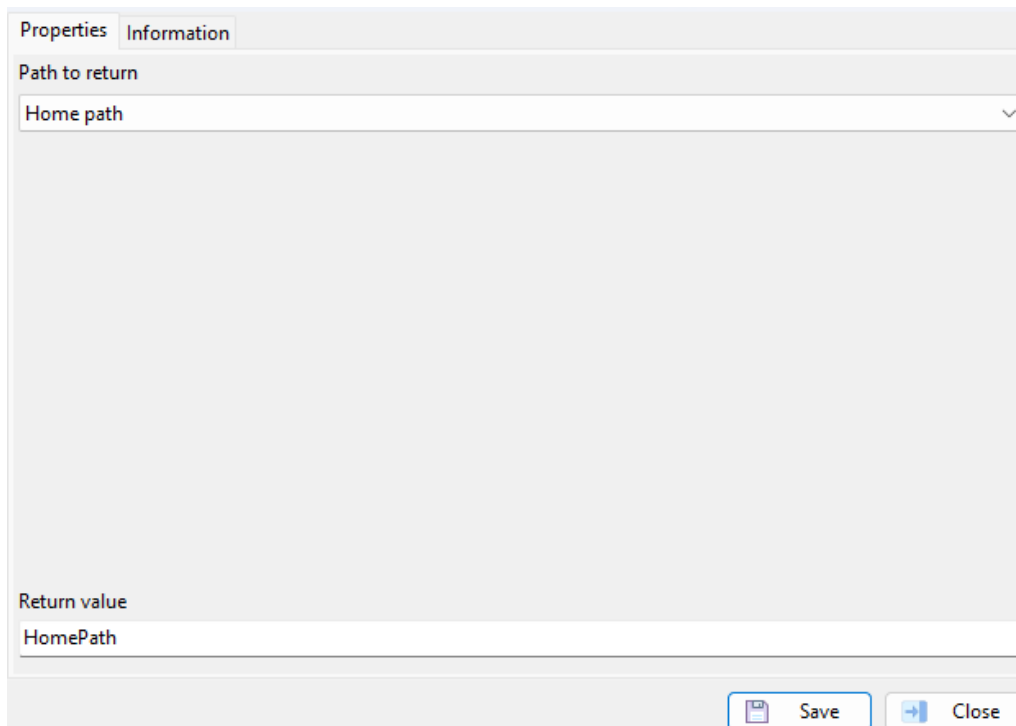 Properties Information
Path to return
Home path
Return value
HomePath
Save Close